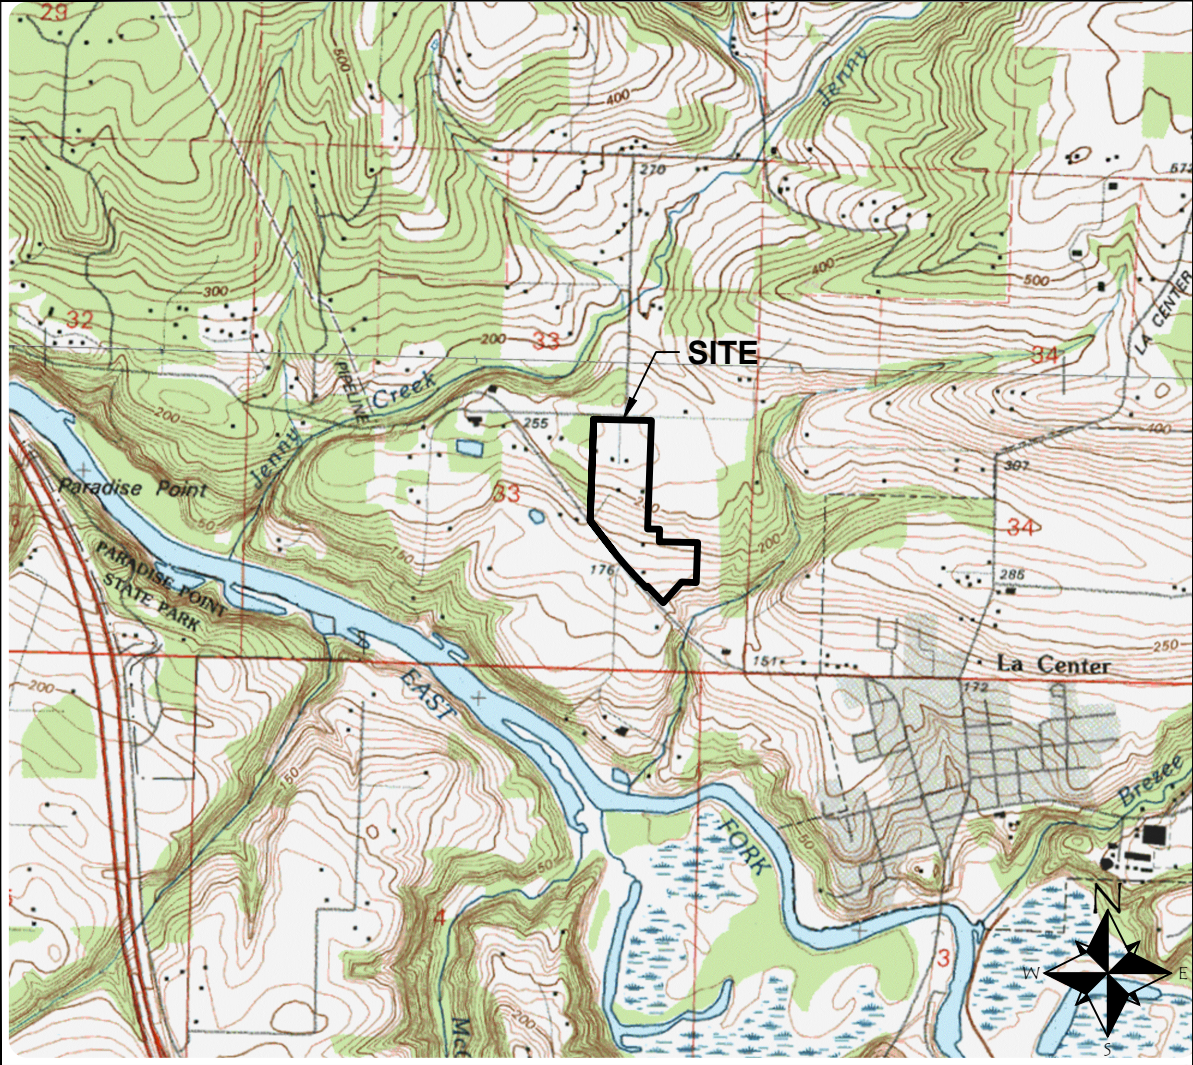 29
500
400
Jenny
270
572
400
500
300
32
200
33
34
LA CENTER
SITE
PIPELINE
Creek
200
255
400
307
Jenny
Paradise Point
33
200
50
34
150
200
PARADISE POINT
STATE PARK
176
285
250
151
La Center
200
EAST
172
150
Brezee
FORK
50
50
4
N
3
W
E
200
S